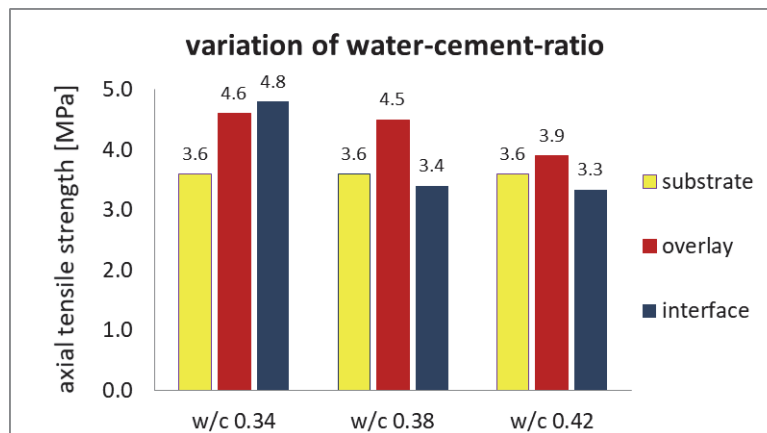 variation of water-cement-ratio
axial tensile strength [MPa]
5.0
4.0
3.0
2.0
1.0
0.0
3.6
4.6
4.8
3.6
4.5
3.4
3.6
3.9
3.3
w/c 0.34
w/c 0.38
w/c 0.42
substrate
overlay
interface